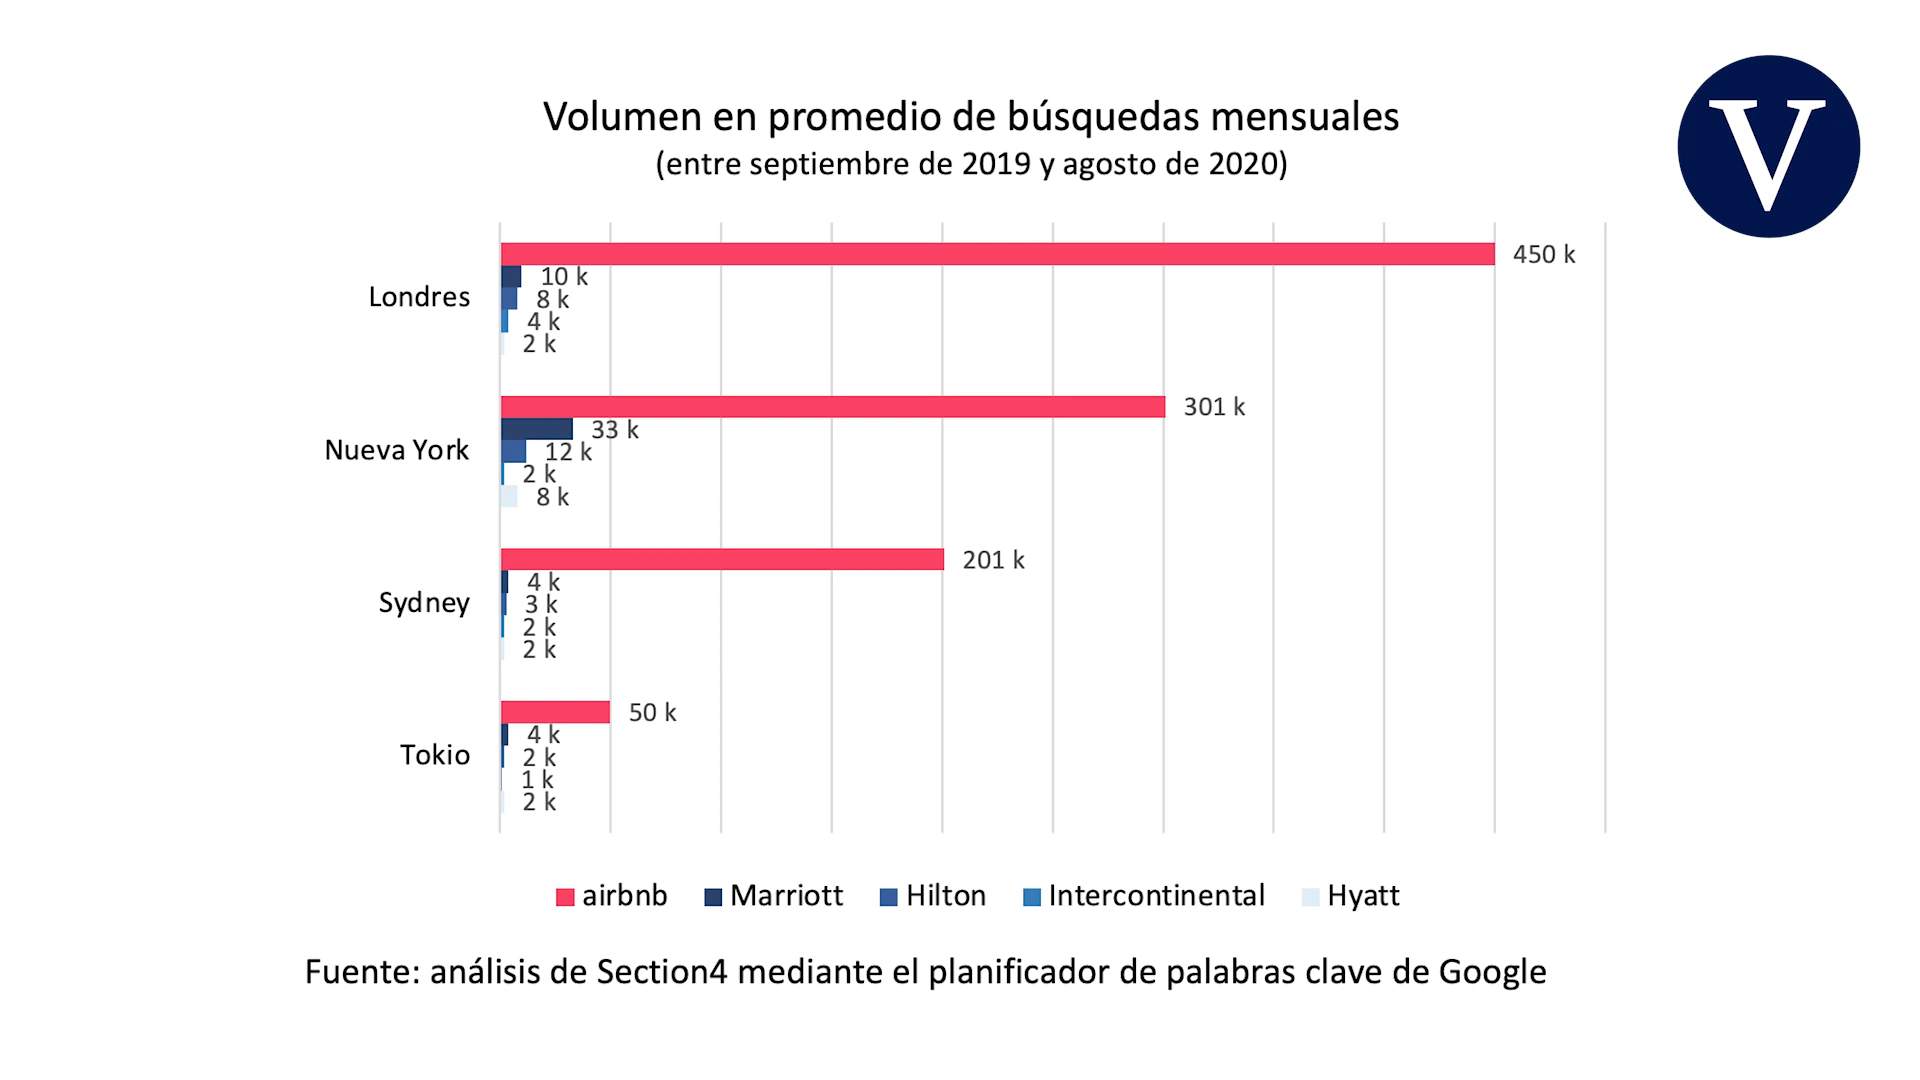 Volumen en promedio de búsquedas mensuales
(entre septiembre de 2019 y agosto de 2020)
V
Londres
450 k
10 k
8 k
4 k
2 k
Nueva York
301 k
33 k
12 k
2 k
8 k
Sydney
201 k
4 k
3 k
2 k
2 k
Tokio
50 k
4 k
2 k
1 k
2 k
airbnb Marriott Hilton Intercontinental Hyatt
Fuente: análisis de Section4 mediante el planificador de palabras clave de Google